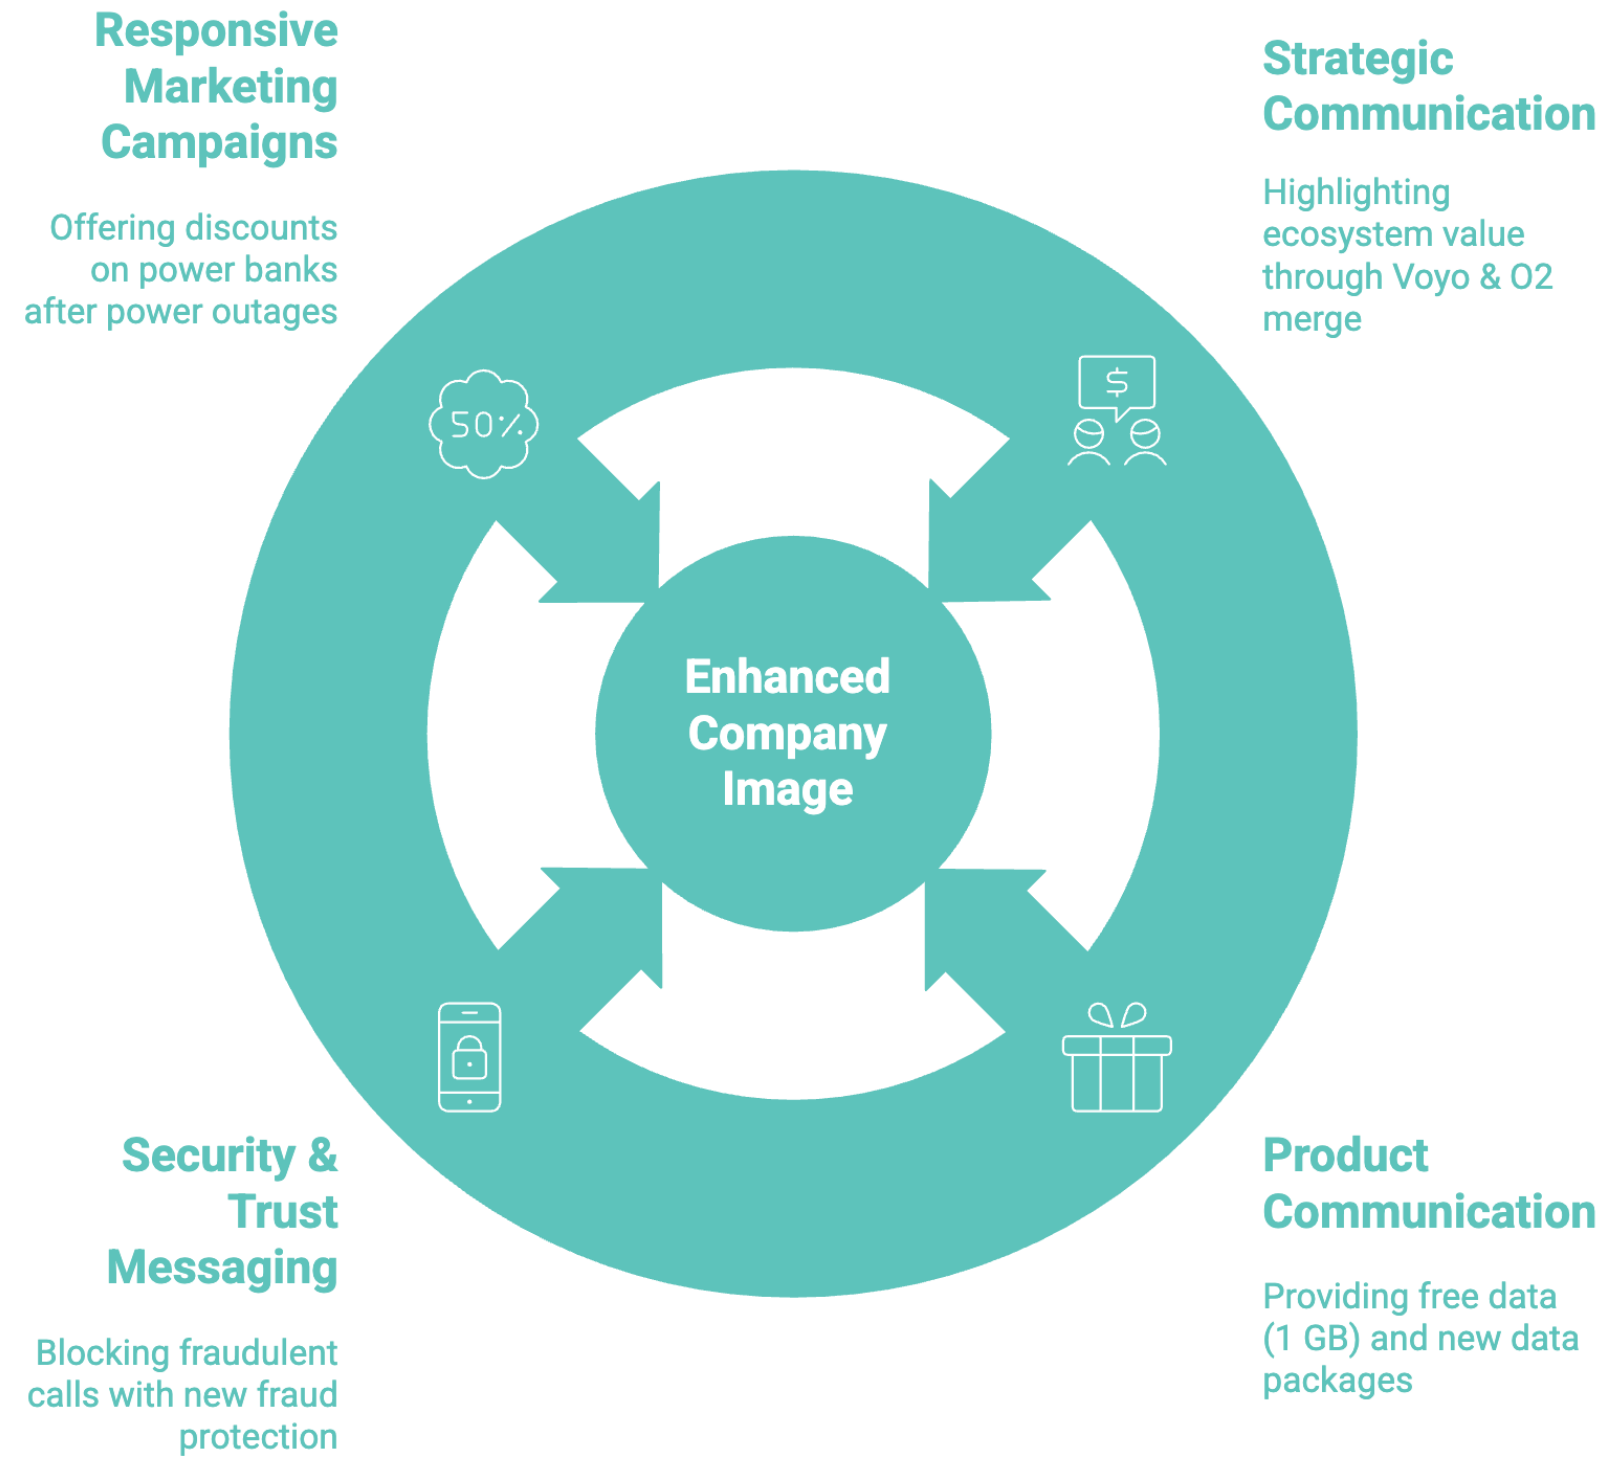 Responsive
Marketing
Campaigns
Offering discounts
on power banks
after power outages
Strategic
Communication
Highlighting
ecosystem value
through Voyo & O2
merge
50%
$
Enhanced
Company
Image
Security &
Trust
Messaging
Blocking fraudulent
calls with new fraud
protection
Product
Communication
Providing free data
(1 GB) and new data
packages